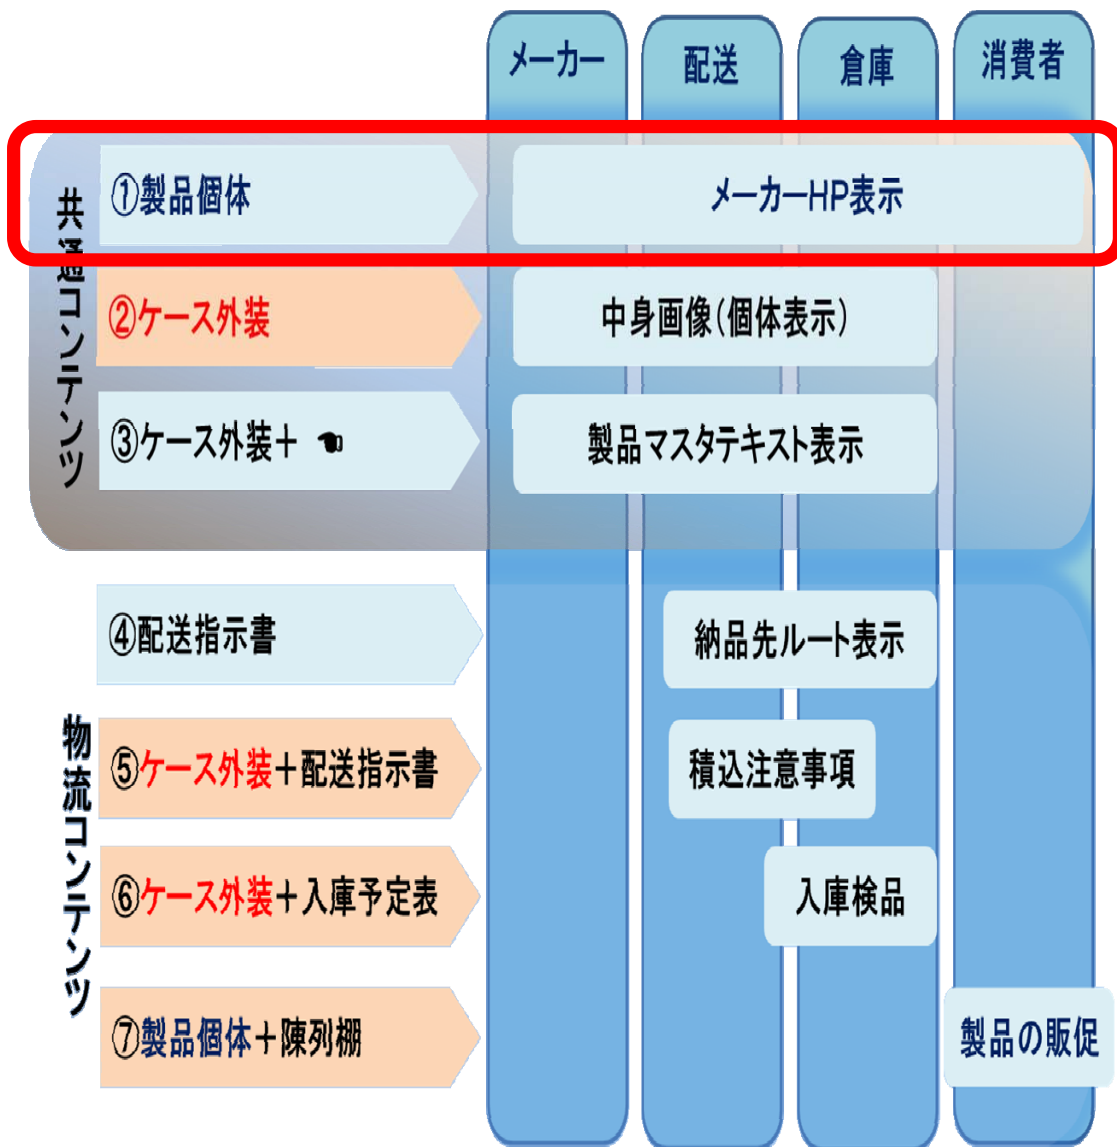 メーカー
配送
倉庫
消費者
共通コンテンツ
①製品個体
メーカーHP表示
②ケース外装
中身画像(個体表示)
③ケース外装+ ☚
製品マスタテキスト表示
物流コンテンツ
④配送指示書
納品先ルート表示
⑤ケース外装+配送指示書
積込注意事項
⑥ケース外装+入庫予定表
入庫検品
⑦製品個体+陳列棚
製品の販促